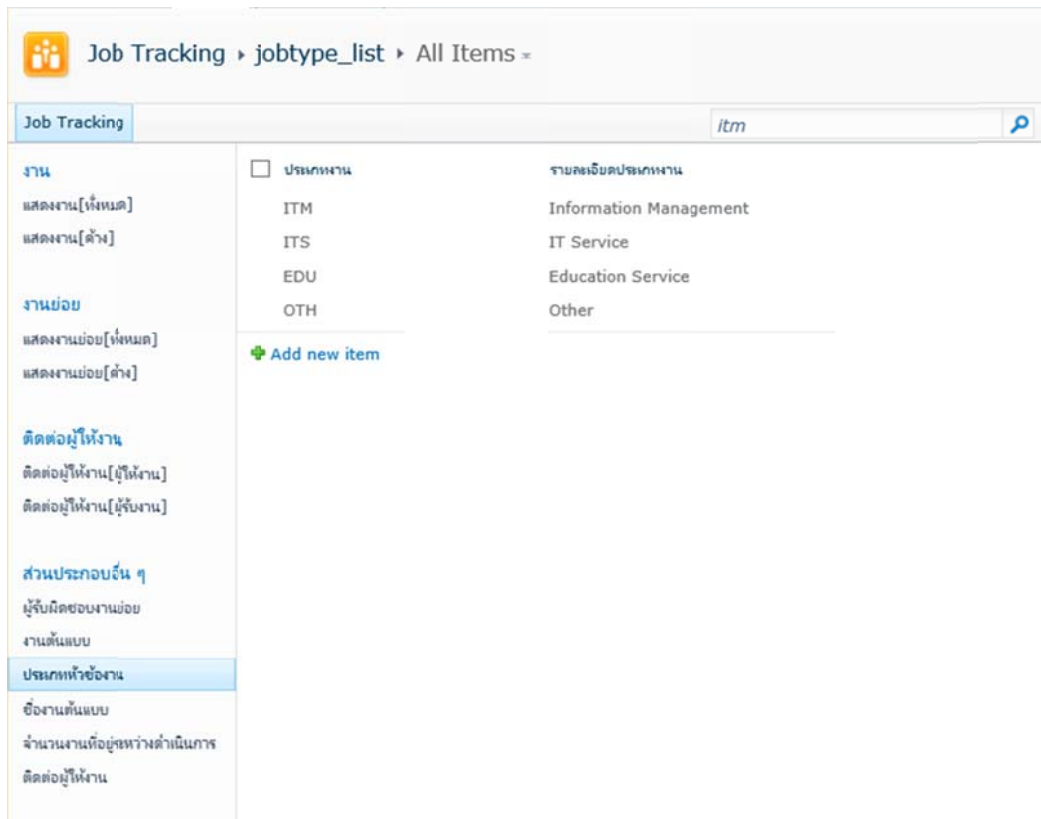 Job Tracking ▸ jobtype_list ▸ All Items
Job Tracking
itm
งาน
แสดงงาน[ทั้งหมด]
แสดงงาน[ค้าง]
งานย่อย
แสดงงานย่อย[ทั้งหมด]
แสดงงานย่อย[ค้าง]
ติดต่อผู้ให้งาน
ติดต่อผู้ให้งาน[ผู้ให้งาน]
ติดต่อผู้ให้งาน[ผู้รับงาน]
ส่วนประกอบอื่น ๆ
ผู้รับผิดชอบงานย่อย
งานต้นแบบ
ประเภทหัวข้องาน
ชื่องานต้นแบบ
จำนวนงานที่อยู่ระหว่างดำเนินการ
ติดต่อผู้ให้งาน
ประเภทงาน รายละเอียดประเภทงาน
ITM Information Management
ITS IT Service
EDU Education Service
OTH Other
Add new item